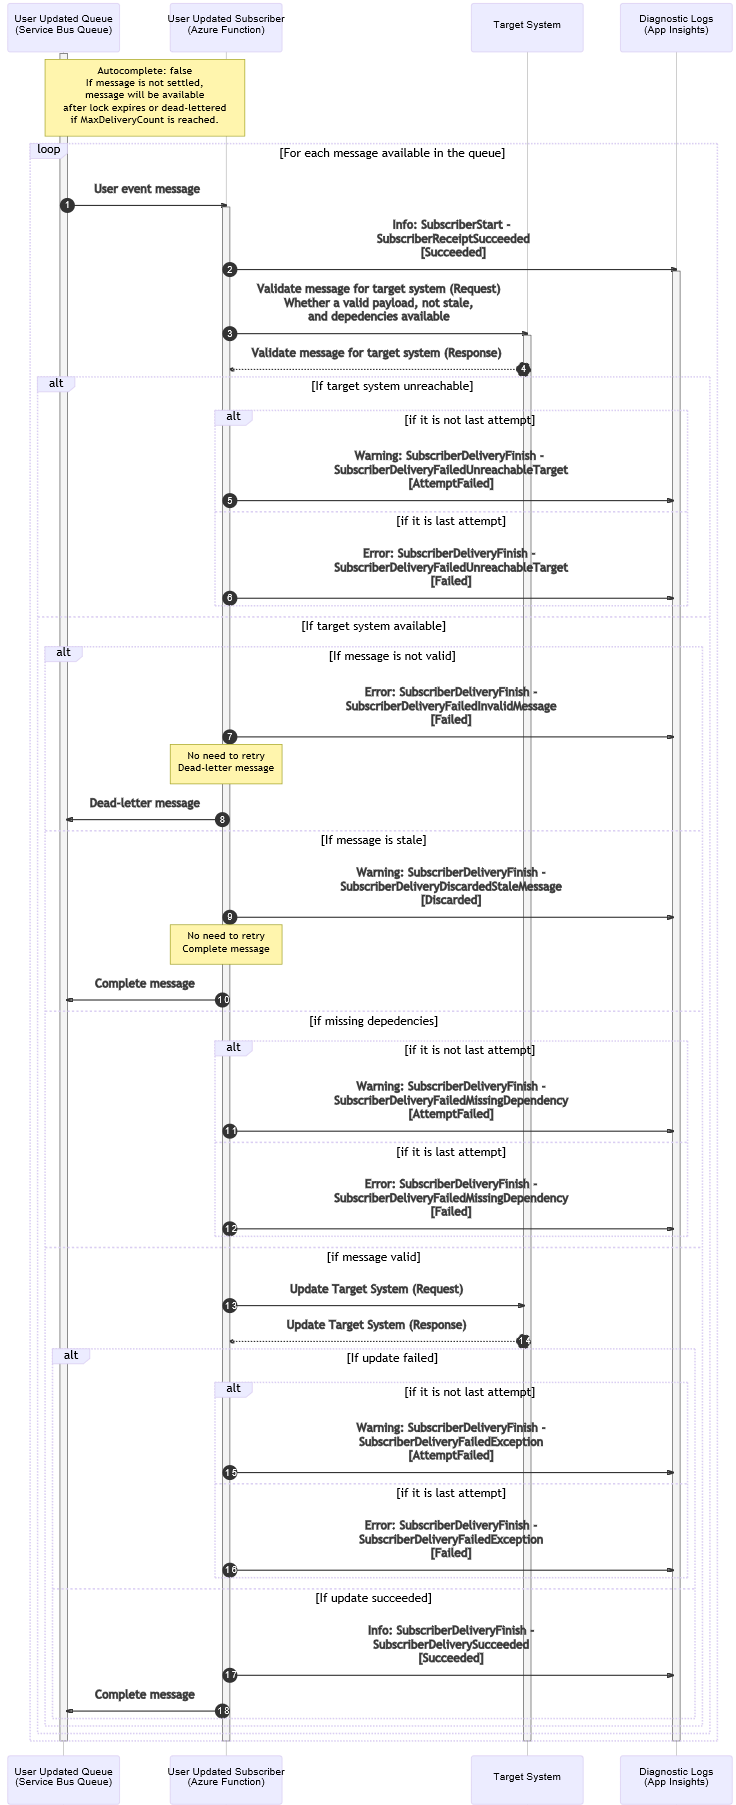 User Updated Queue
(Service Bus Queue)
User Updated Subscriber
(Azure Function)
Target System
Diagnostic Logs
(App Insights)
Autocomplete: false
If message is not settled,
message will be available
after lock expires or dead-lettered
if MaxDeliveryCount is reached.
loop
[For each message available in the queue]
User event message
1
Info: SubscriberStart -
SubscriberReceiptSucceeded
[Succeeded]
2
Validate message for target system (Request)
Whether a valid payload, not stale,
and depedencies available
3
Validate message for target system (Response)
4
alt
[If target system unreachable]
alt
[if it is not last attempt]
Warning: SubscriberDeliveryFinish -
SubscriberDeliveryFailedUnreachableTarget
[AttemptFailed]
5
[if it is last attempt]
Error: SubscriberDeliveryFinish -
SubscriberDeliveryFailedUnreachableTarget
[Failed]
6
[If target system available]
alt
[If message is not valid]
Error: SubscriberDeliveryFinish -
SubscriberDeliveryFailedInvalidMessage
[Failed]
7
No need to retry
Dead-letter message
Dead-letter message
8
[If message is stale]
Warning: SubscriberDeliveryFinish -
SubscriberDeliveryDiscardedStaleMessage
[Discarded]
9
No need to retry
Complete message
Complete message
10
[if missing depedencies]
alt
[if it is not last attempt]
Warning: SubscriberDeliveryFinish -
SubscriberDeliveryFailedMissingDependency
[AttemptFailed]
11
[if it is last attempt]
Error: SubscriberDeliveryFinish -
SubscriberDeliveryFailedMissingDependency
[Failed]
12
[if message valid]
Update Target System (Request)
13
Update Target System (Response)
14
alt
[If update failed]
alt
[if it is not last attempt]
Warning: SubscriberDeliveryFinish -
SubscriberDeliveryFailedException
[AttemptFailed]
15
[if it is last attempt]
Error: SubscriberDeliveryFinish -
SubscriberDeliveryFailedException
[Failed]
16
[If update succeeded]
Info: SubscriberDeliveryFinish -
SubscriberDeliverySucceeded
[Succeeded]
17
Complete message
18
User Updated Queue
(Service Bus Queue)
User Updated Subscriber
(Azure Function)
Target System
Diagnostic Logs
(App Insights)